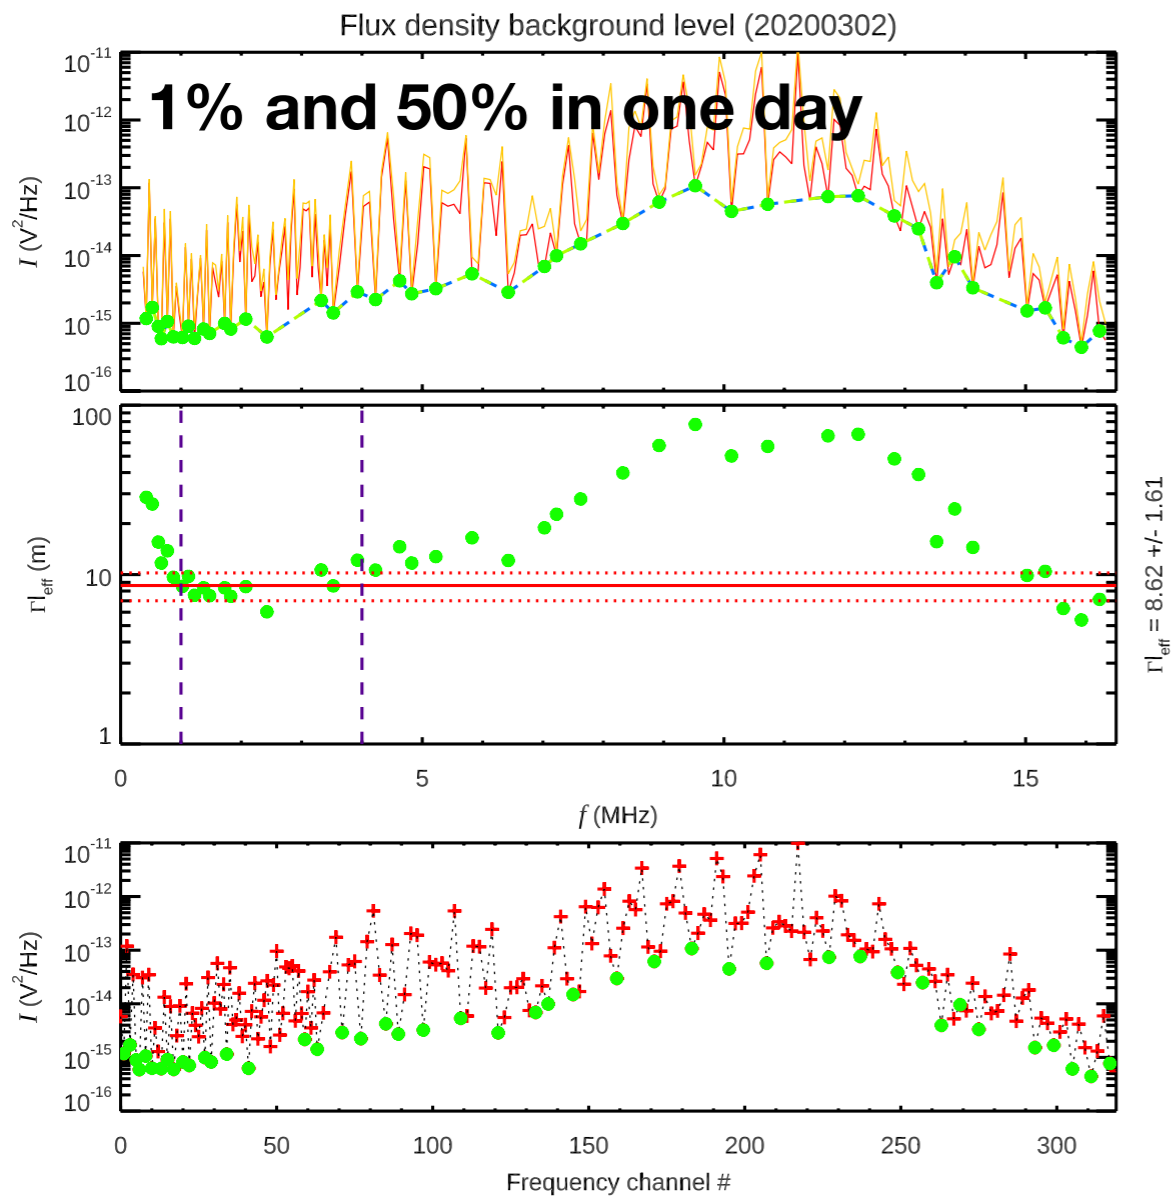 Flux density background level (20200302)
1% and 50% in one day
10⁻¹¹
10⁻¹²
10⁻¹³
10⁻¹⁴
10⁻¹⁵
10⁻¹⁶
I (V²/Hz)
100
10
1
Γl_eff (m)
Γl_eff = 8.62 +/- 1.61
0 5 10 15
f (MHz)
10⁻¹¹
10⁻¹²
10⁻¹³
10⁻¹⁴
10⁻¹⁵
10⁻¹⁶
I (V²/Hz)
0 50 100 150 200 250 300
Frequency channel #